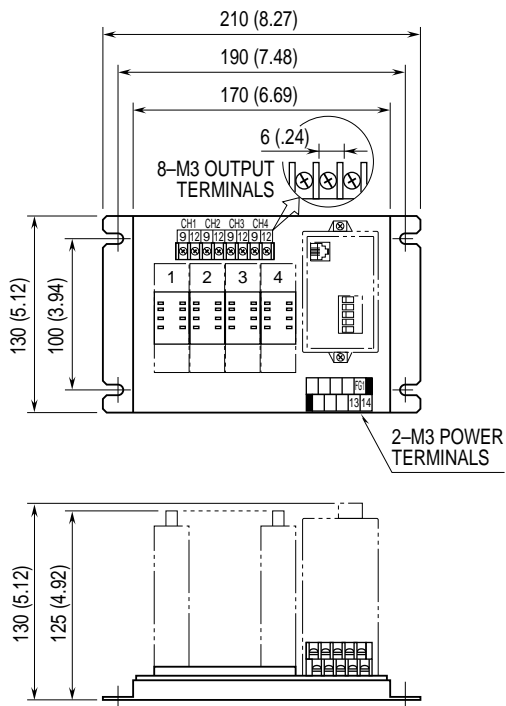 210 (8.27)
190 (7.48)
170 (6.69)
6 (.24)
8–M3 OUTPUT
TERMINALS
CH1 CH2 CH3 CH4
9 12 9 12 9 12 9 12
1 2 3 4
130 (5.12)
100 (3.94)
FG1
13 14
2–M3 POWER
TERMINALS
130 (5.12)
125 (4.92)